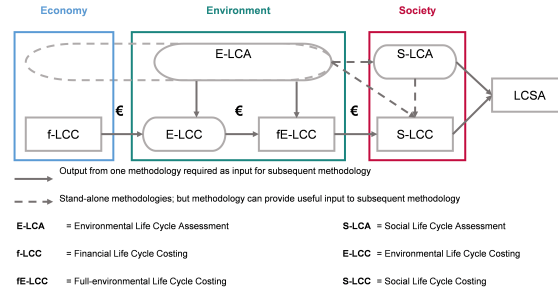 Economy
Environment
Society
E-LCA
S-LCA
LCSA
€
€
€
f-LCC
E-LCC
fE-LCC
S-LCC
Output from one methodology required as input for subsequent methodology
Stand-alone methodologies; but methodology can provide useful input to subsequent methodology
E-LCA = Environmental Life Cycle Assessment
S-LCA = Social Life Cycle Assessment
f-LCC = Financial Life Cycle Costing
E-LCC = Environmental Life Cycle Costing
fE-LCC = Full-environmental Life Cycle Costing
S-LCC = Social Life Cycle Costing